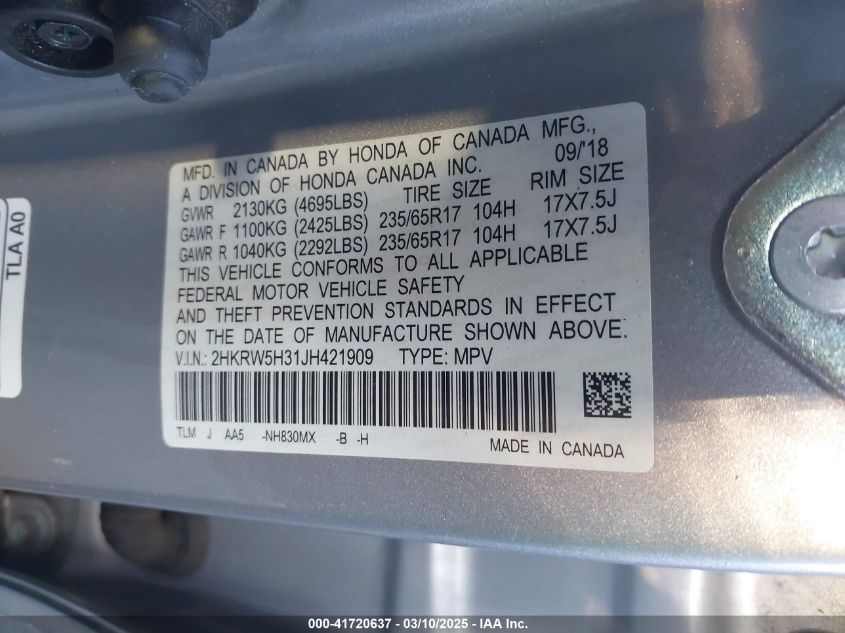 MFD. IN CANADA BY HONDA OF CANADA MFG.,
A DIVISION OF HONDA CANADA INC. 09/'18
GVWR 2130KG (4695LBS) TIRE SIZE RIM SIZE
GAWR F 1100KG (2425LBS) 235/65R17 104H 17X7.5J
GAWR R 1040KG (2292LBS) 235/65R17 104H 17X7.5J
THIS VEHICLE CONFORMS TO ALL APPLICABLE
FEDERAL MOTOR VEHICLE SAFETY
AND THEFT PREVENTION STANDARDS IN EFFECT
ON THE DATE OF MANUFACTURE SHOWN ABOVE.
V.I.N.: 2HKRW5H31JH421909 TYPE: MPV
TLM J AA5 -NH830MX -B -H
MADE IN CANADA
TLA A0
000-41720637 - 03/10/2025 - IAA Inc.